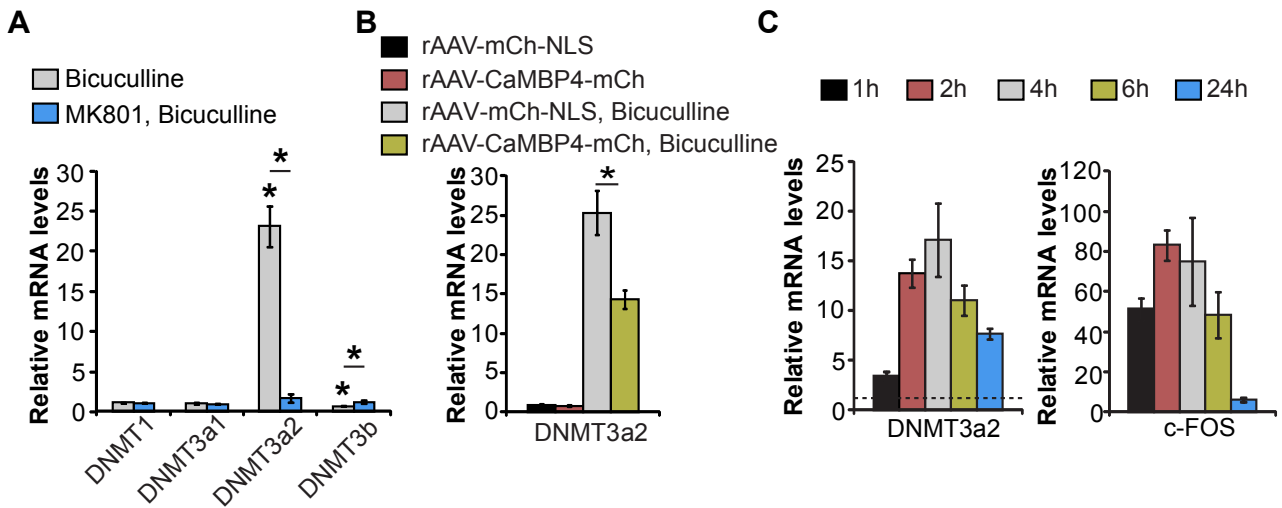 A
Bicuculline
MK801, Bicuculline
Relative mRNA levels
30
25
20
15
10
5
0
*
*
*
*
DNMT1
DNMT3a1
DNMT3a2
DNMT3b
B
rAAV-mCh-NLS
rAAV-CaMBP4-mCh
rAAV-mCh-NLS, Bicuculline
rAAV-CaMBP4-mCh, Bicuculline
Relative mRNA levels
30
25
20
15
10
5
0
*
DNMT3a2
C
1h 2h 4h 6h 24h
Relative mRNA levels
25
20
15
10
5
0
DNMT3a2
Relative mRNA levels
120
100
80
60
40
20
0
c-FOS